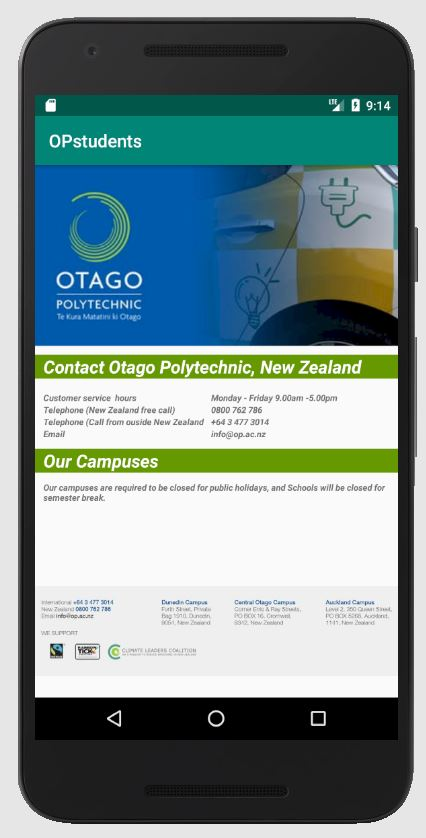 LTE 9:14
OPstudents
OTAGO
POLYTECHNIC
Te Kura Matatini ki Otago
Contact Otago Polytechnic, New Zealand
Customer service hours Monday - Friday 9.00am -5.00pm
Telephone (New Zealand free call) 0800 762 786
Telephone (Call from ouside New Zealand +64 3 477 3014
Email info@op.ac.nz
Our Campuses
Our campuses are required to be closed for public holidays, and Schools will be closed for
semester break.
International +64 3 477 3014 Dunedin Campus Central Otago Campus Auckland Campus
New Zealand 0800 762 786 Forth Street, Private Corner Erris & Ray Streets, Level 2, 350 Queen Street,
Email info@op.ac.nz Bag 1910, Dunedin, PO BOX 16, Cromwell, PO BOX 5268, Auckland,
9054, New Zealand 9342, New Zealand 1141, New Zealand
WE SUPPORT
CLIMATE LEADERS COALITION